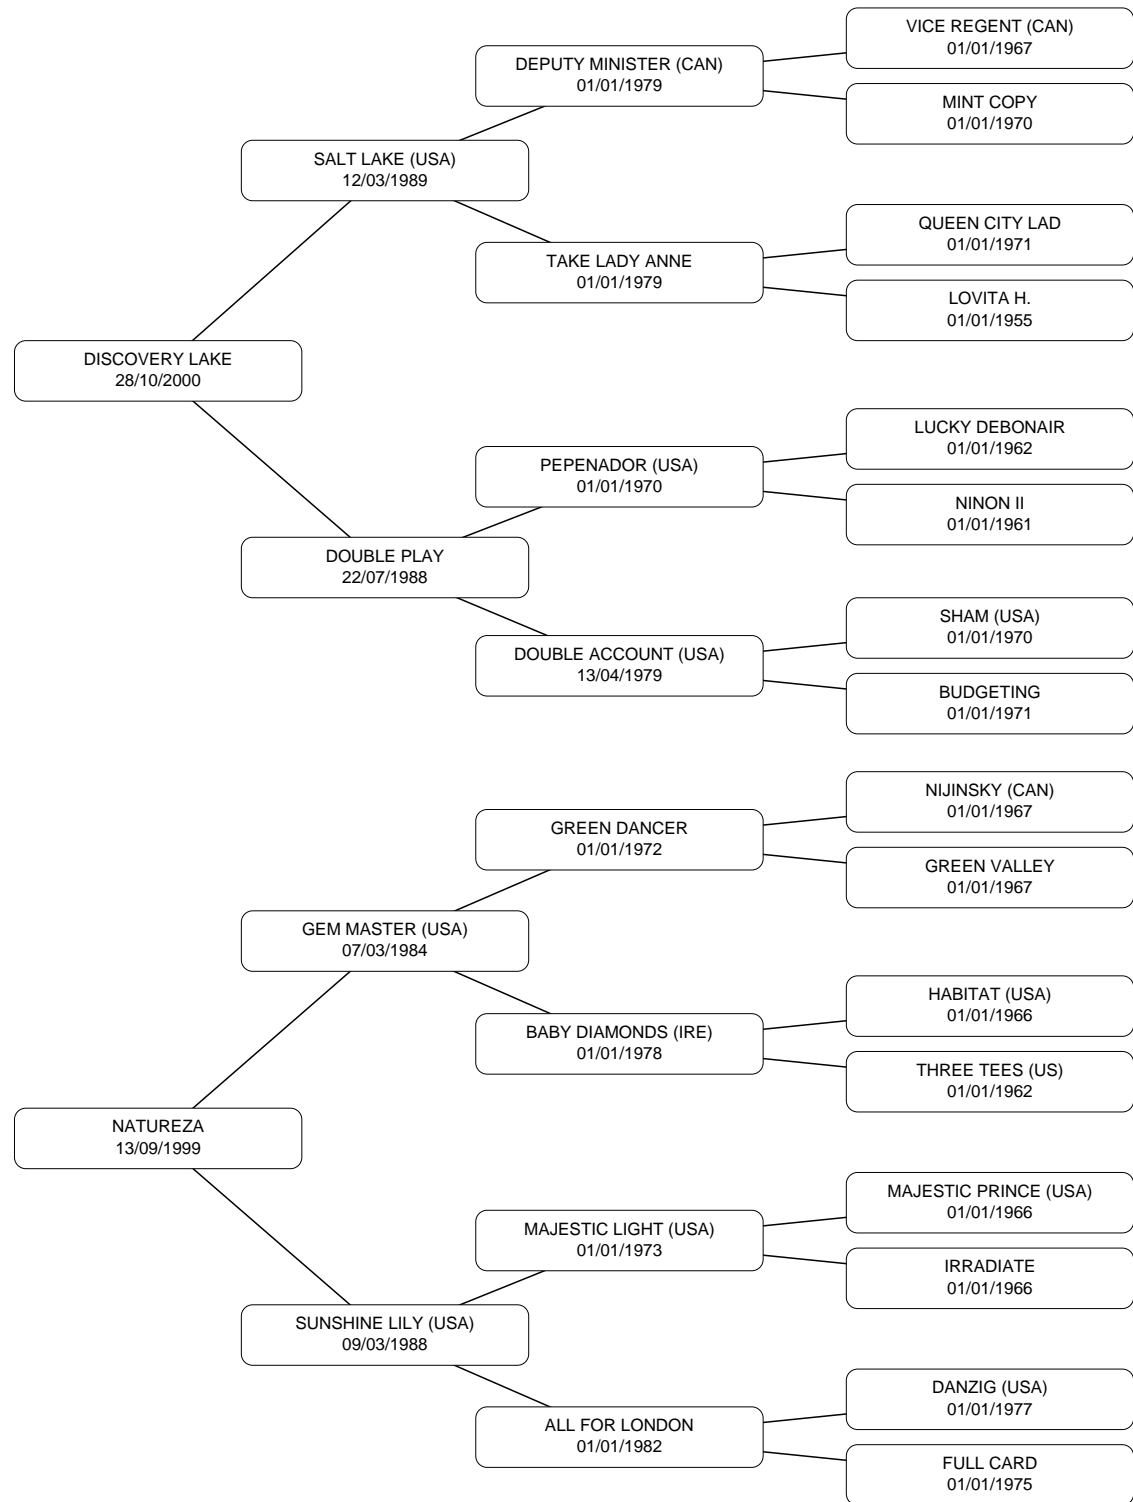 VICE REGENT (CAN)
01/01/1967
DEPUTY MINISTER (CAN)
01/01/1979
MINT COPY
01/01/1970
SALT LAKE (USA)
12/03/1989
QUEEN CITY LAD
01/01/1971
TAKE LADY ANNE
01/01/1979
LOVITA H.
01/01/1955
DISCOVERY LAKE
28/10/2000
LUCKY DEBONAIR
01/01/1962
PEPENADOR (USA)
01/01/1970
NINON II
01/01/1961
DOUBLE PLAY
22/07/1988
SHAM (USA)
01/01/1970
DOUBLE ACCOUNT (USA)
13/04/1979
BUDGETING
01/01/1971
NIJINSKY (CAN)
01/01/1967
GREEN DANCER
01/01/1972
GREEN VALLEY
01/01/1967
GEM MASTER (USA)
07/03/1984
HABITAT (USA)
01/01/1966
BABY DIAMONDS (IRE)
01/01/1978
THREE TEES (US)
01/01/1962
NATUREZA
13/09/1999
MAJESTIC PRINCE (USA)
01/01/1966
MAJESTIC LIGHT (USA)
01/01/1973
IRRADIATE
01/01/1966
SUNSHINE LILY (USA)
09/03/1988
DANZIG (USA)
01/01/1977
ALL FOR LONDON
01/01/1982
FULL CARD
01/01/1975